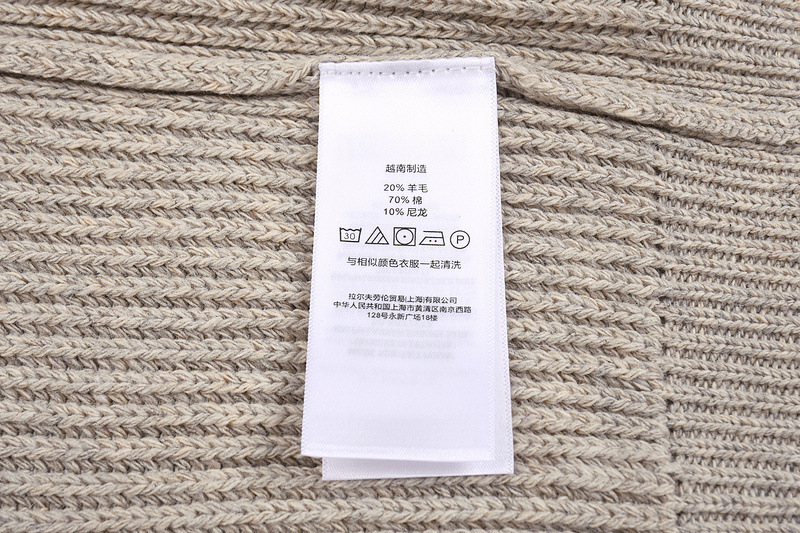 越南制造
20% 羊毛
70% 棉
10% 尼龙
30
P
与相似颜色衣服一起清洗
拉尔夫劳伦贸易(上海)有限公司
中华人民共和国上海市黄清区南京西路
128号永新广场18楼